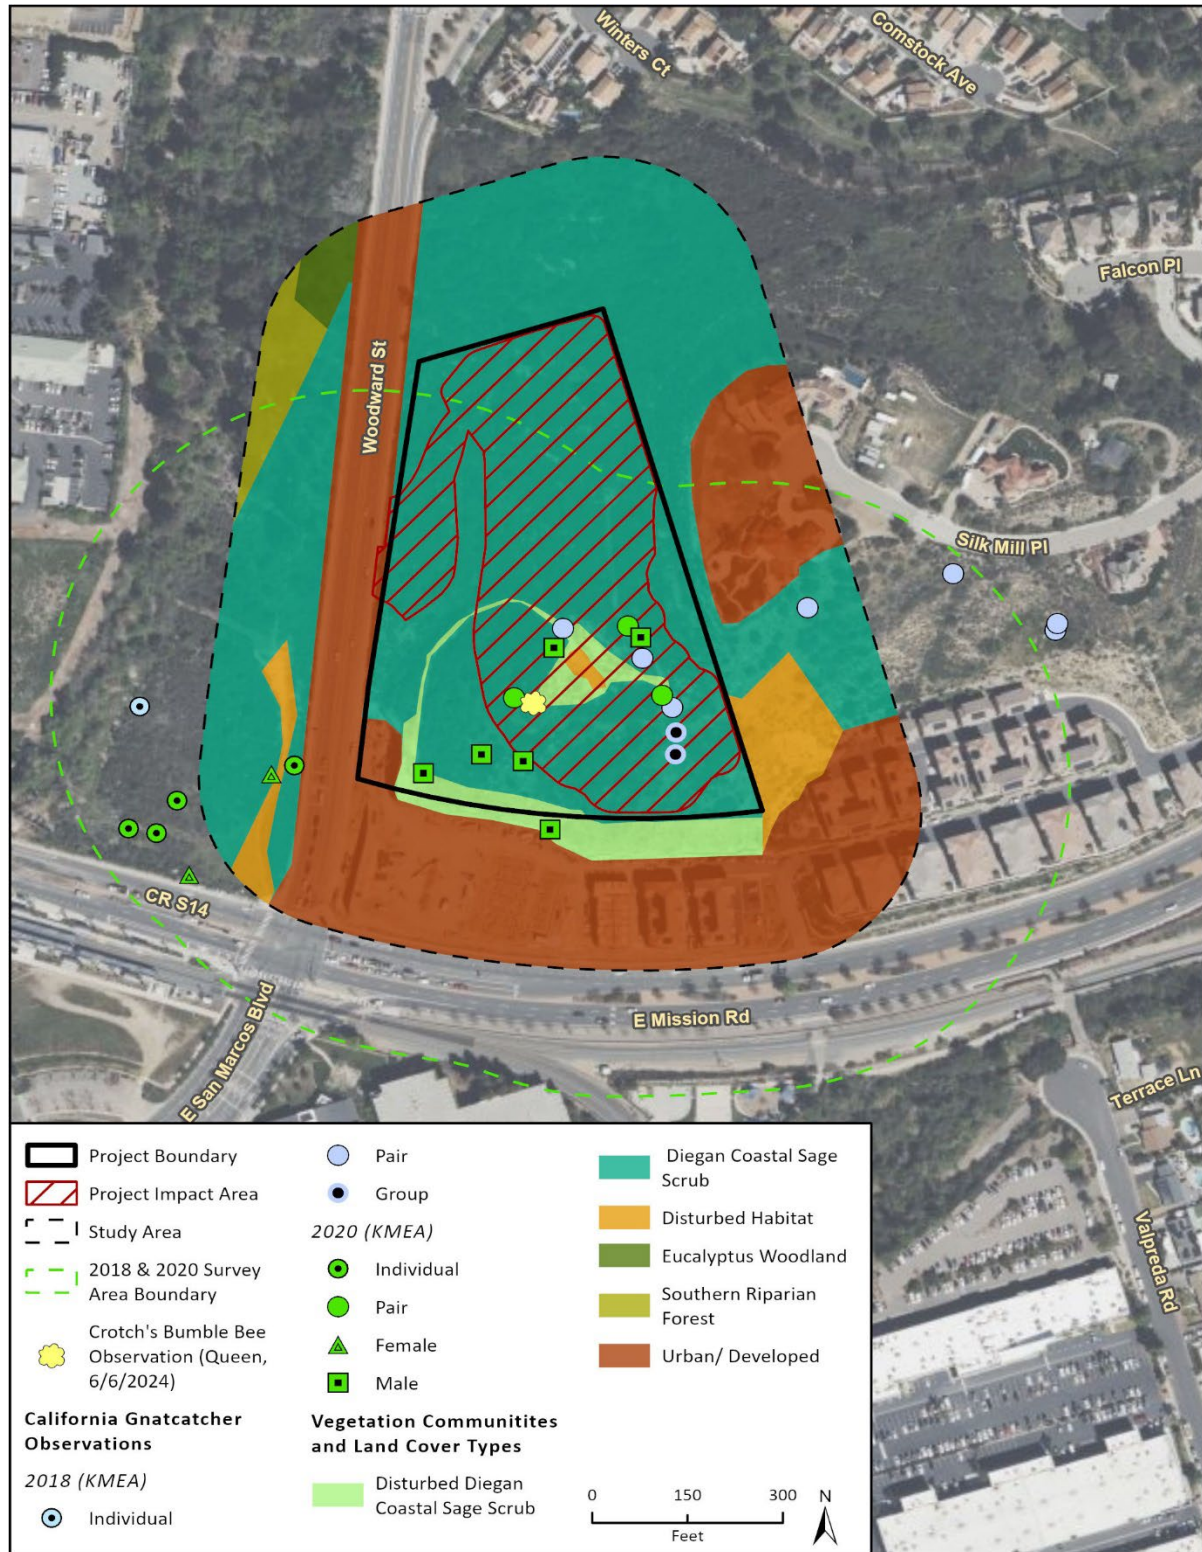 Winters Ct
Comstock Ave
Falcon Pl
Woodward St
Silk Mill Pl
CR S14
E San Marcos Blvd
E Mission Rd
Terrace Ln
Valpreda Rd
Project Boundary
Project Impact Area
Study Area
2018 & 2020 Survey
Area Boundary
Crotch's Bumble Bee
Observation (Queen,
6/6/2024)
California Gnatcatcher
Observations
2018 (KMEA)
Individual
Pair
Group
2020 (KMEA)
Individual
Pair
Female
Male
Vegetation Communitites
and Land Cover Types
Disturbed Diegan
Coastal Sage Scrub
Diegan Coastal Sage
Scrub
Disturbed Habitat
Eucalyptus Woodland
Southern Riparian
Forest
Urban/ Developed
0 150 300
Feet
N